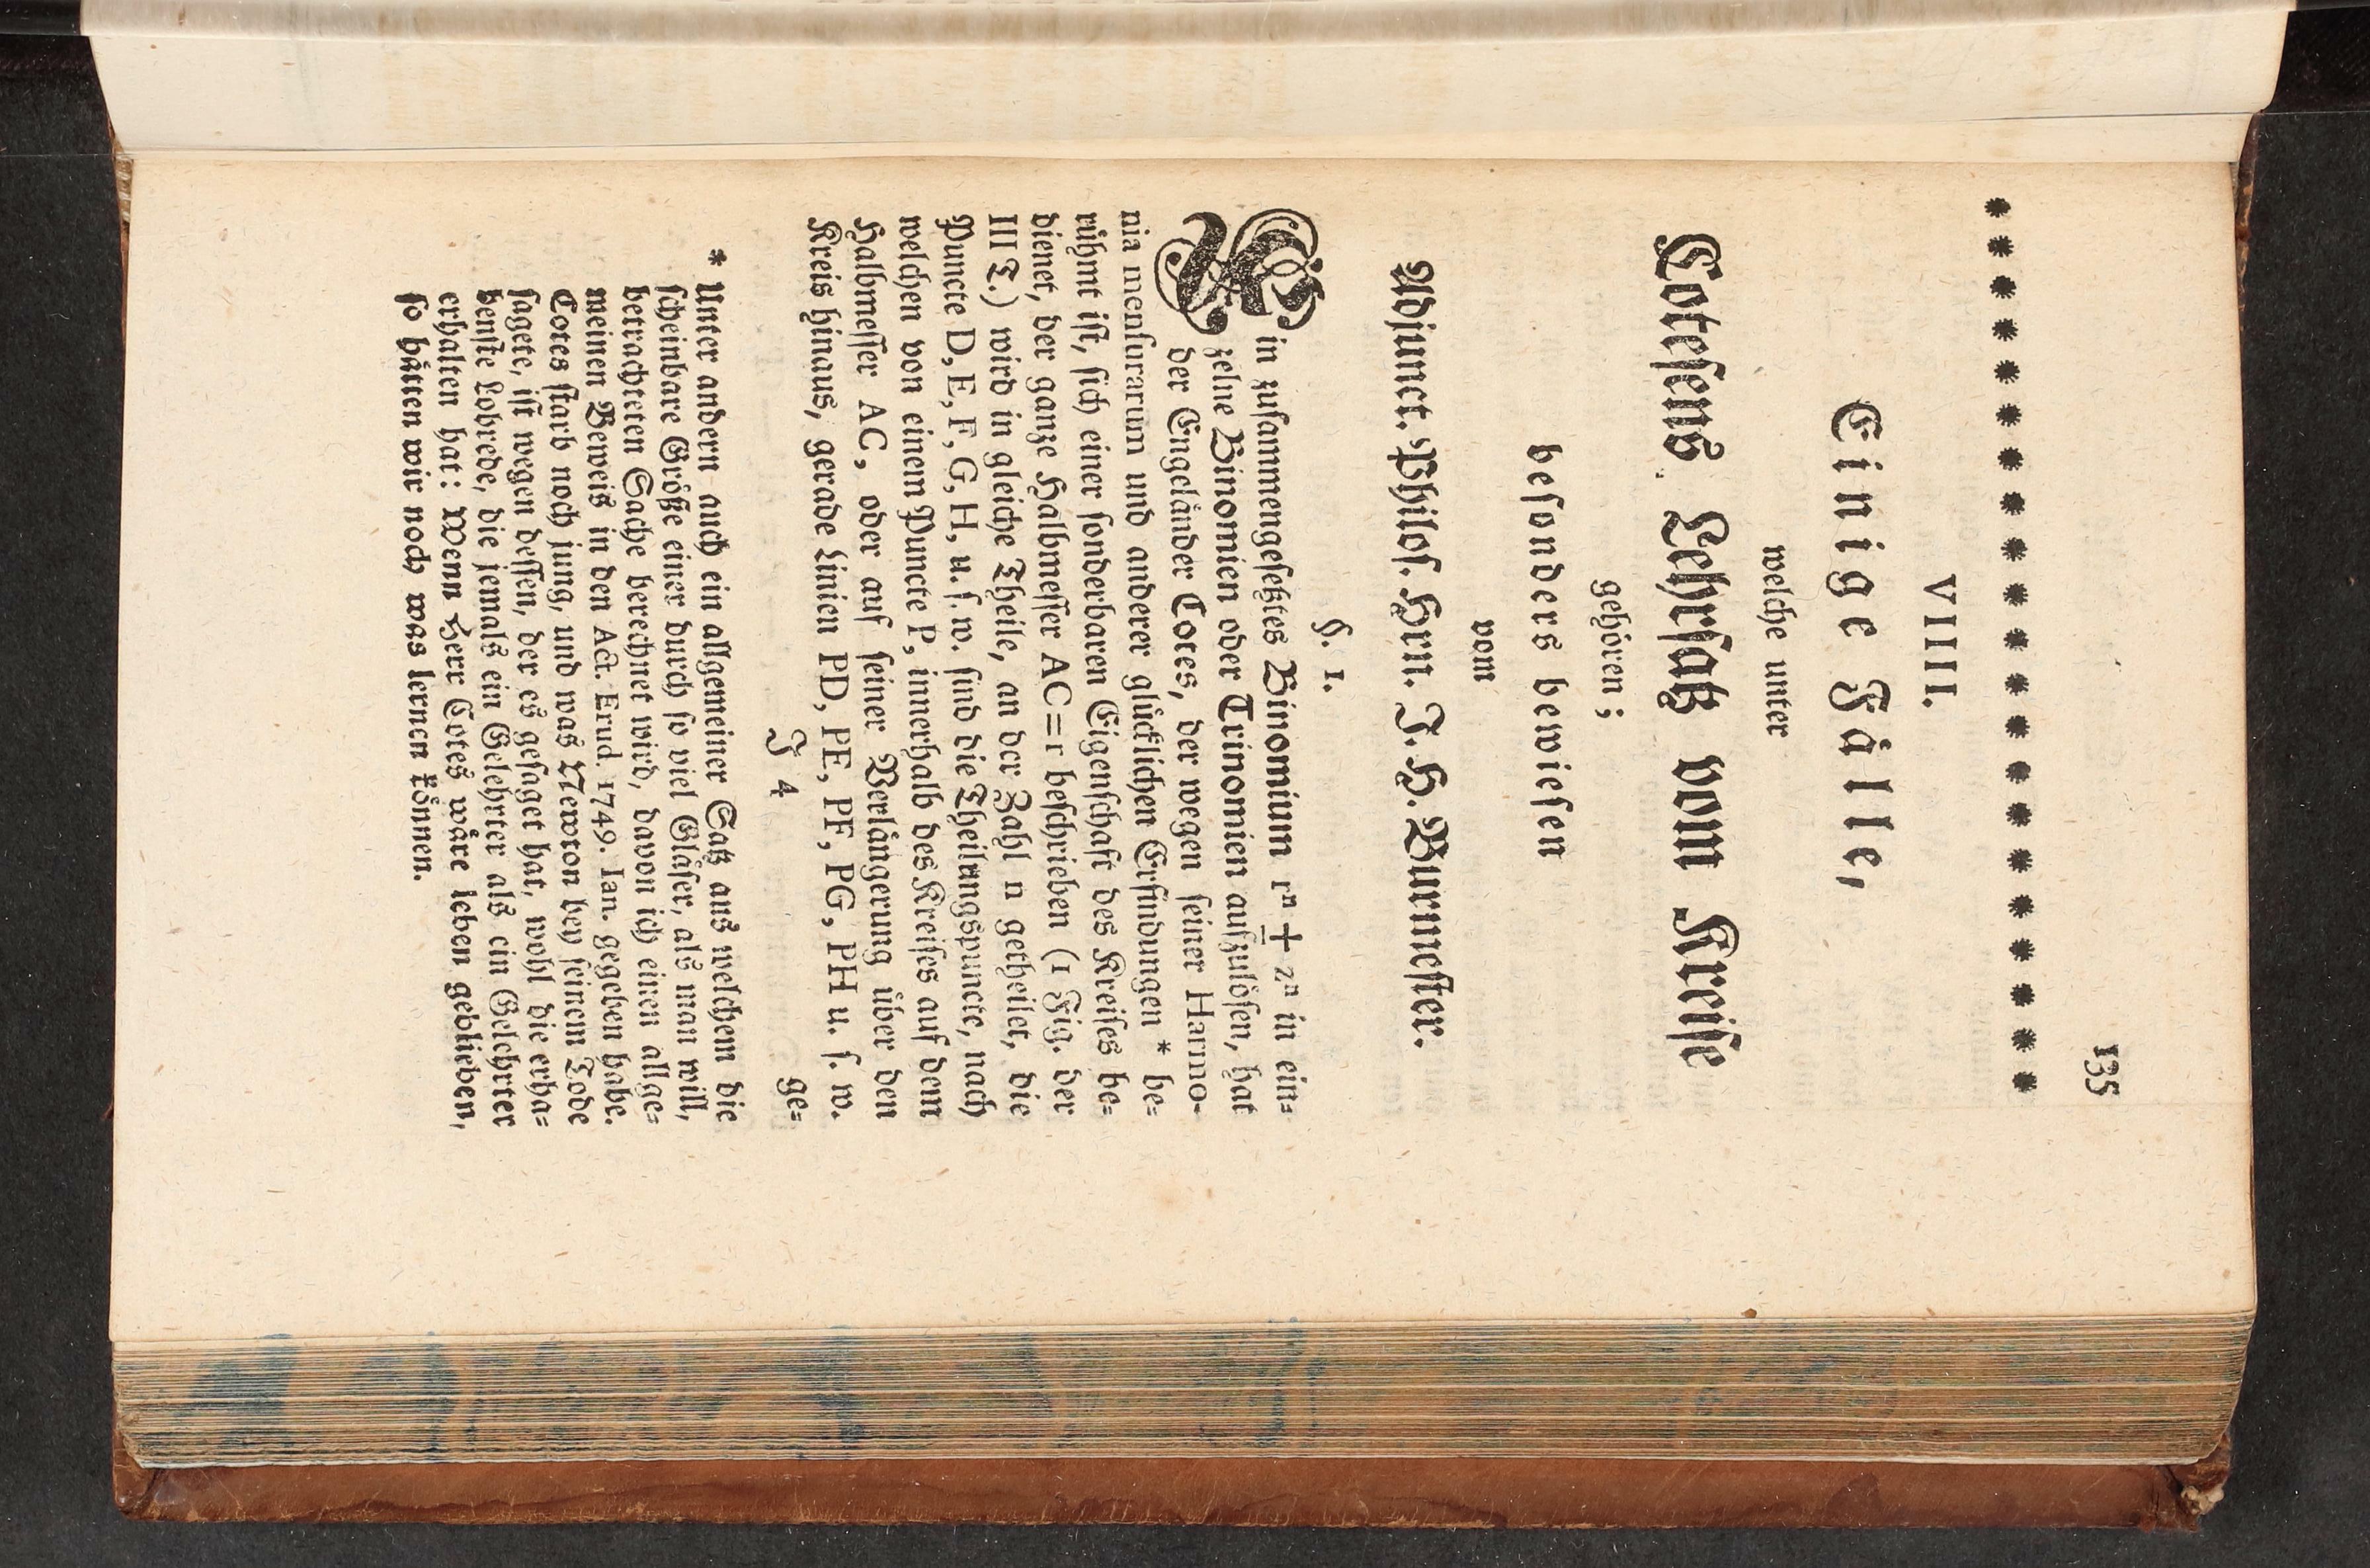 135
VIIII.
Einige Fälle,
welche unter
Cotesens Lehrsatz vom Kreise
gehören;
besonders bewiesen
vom
Adjunct. Philos. Hrn. J. H. Burmester.
§. 1.
Ein zusammengesetztes Binomium rⁿ ± zⁿ in ein=
zelne Binomien oder Trinomien aufzulösen, hat
der Engeländer Cotes, der wegen seiner Harmo-
nia mensurarum und anderer glücklichen Erfindungen * be=
rühmt ist, sich einer sonderbaren Eigenschaft des Kreises be=
dienet, der ganze Halbmesser AC=r beschrieben (1 Fig. der
III T.) wird in gleiche Theile, an der Zahl n getheilet, die
Puncte D, E, F, G, H, u. s. w. sind die Theilungspuncte, nach
welchen von einem Puncte P, innerhalb des Kreises auf dem
Halbmesser AC, oder auf seiner Verlängerung über den
Kreis hinaus, gerade Linien PD, PE, PF, PG, PH u. s. w.
J 4 ge=
* Unter andern auch ein allgemeiner Satz aus welchem die
scheinbare Größe einer durch so viel Gläser, als man will,
betrachteten Sache berechnet wird, davon ich einen allge=
meinen Beweis in den Act. Erud. 1749. Ian. gegeben habe.
Cotes starb noch jung, und was Newton bey seinem Tode
sagete, ist wegen dessen, der es gesaget hat, wohl die erha=
benste Lobrede, die jemals ein Gelehrter als ein Gelehrter
erhalten hat: Wenn Herr Cotes wäre leben geblieben,
so hätten wir noch was lernen können.